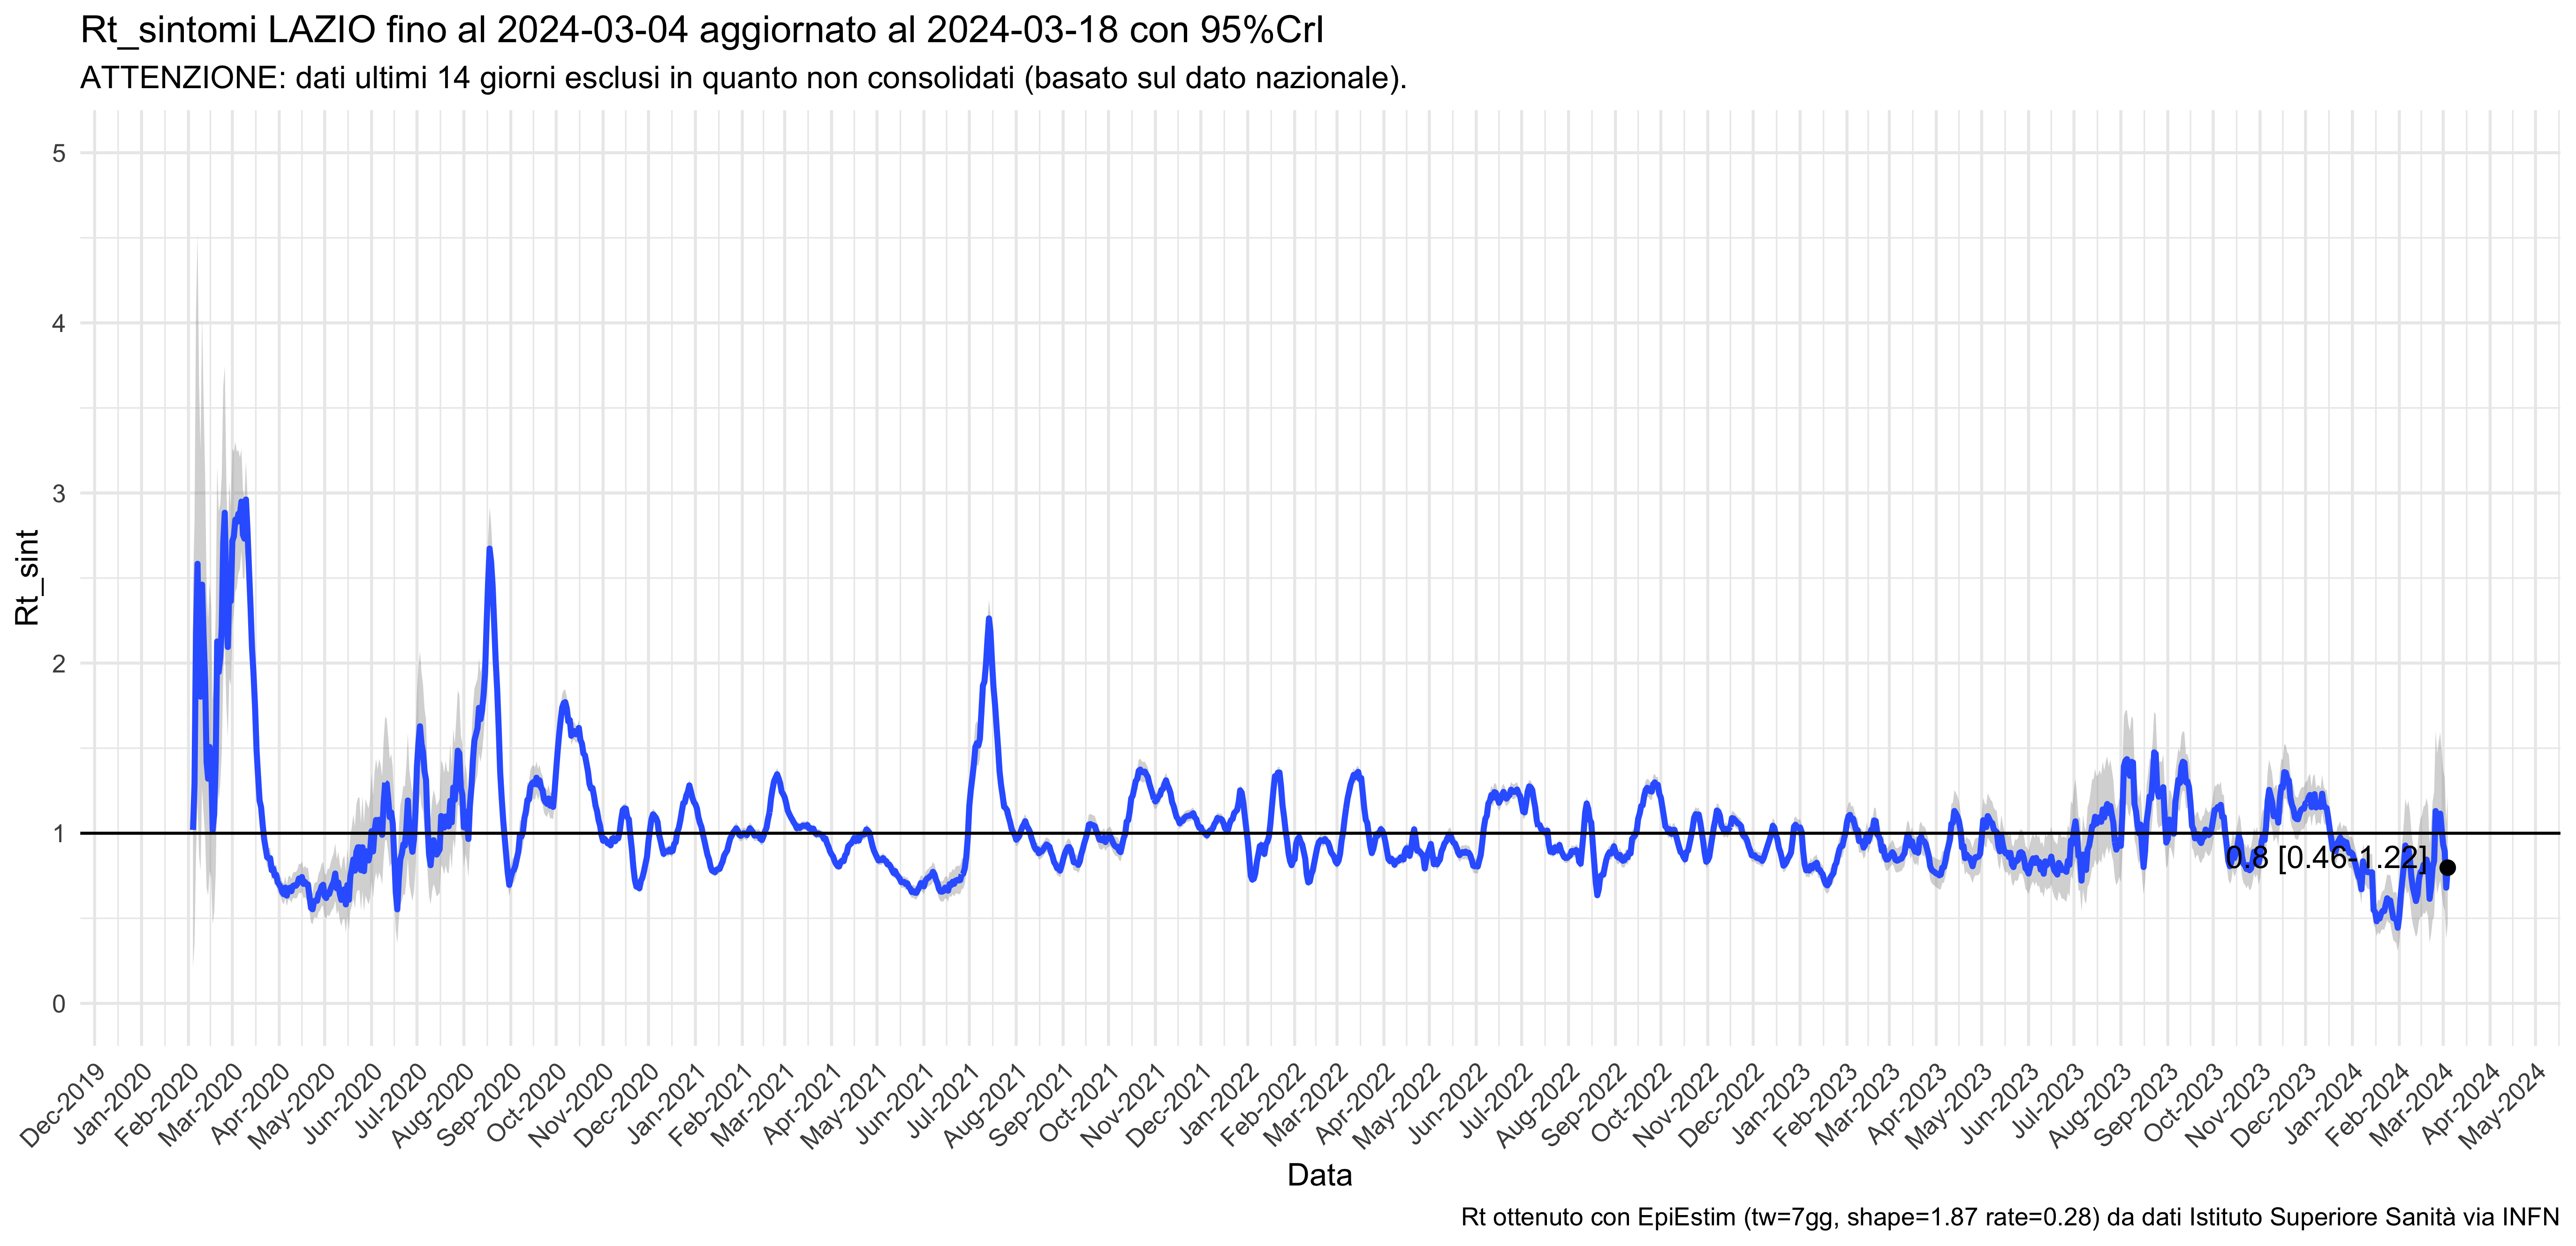 Rt_sintomi LAZIO fino al 2024-03-04 aggiornato al 2024-03-18 con 95%CrI
ATTENZIONE: dati ultimi 14 giorni esclusi in quanto non consolidati (basato sul dato nazionale).
Rt_sint
5
4
3
2
1
0
0.8 [0.46-1.22]
Dec-2019
Jan-2020
Feb-2020
Mar-2020
Apr-2020
May-2020
Jun-2020
Jul-2020
Aug-2020
Sep-2020
Oct-2020
Nov-2020
Dec-2020
Jan-2021
Feb-2021
Mar-2021
Apr-2021
May-2021
Jun-2021
Jul-2021
Aug-2021
Sep-2021
Oct-2021
Nov-2021
Dec-2021
Jan-2022
Feb-2022
Mar-2022
Apr-2022
May-2022
Jun-2022
Jul-2022
Aug-2022
Sep-2022
Oct-2022
Nov-2022
Dec-2022
Jan-2023
Feb-2023
Mar-2023
Apr-2023
May-2023
Jun-2023
Jul-2023
Aug-2023
Sep-2023
Oct-2023
Nov-2023
Dec-2023
Jan-2024
Feb-2024
Mar-2024
Apr-2024
May-2024
Data
Rt ottenuto con EpiEstim (tw=7gg, shape=1.87 rate=0.28) da dati Istituto Superiore Sanità via INFN